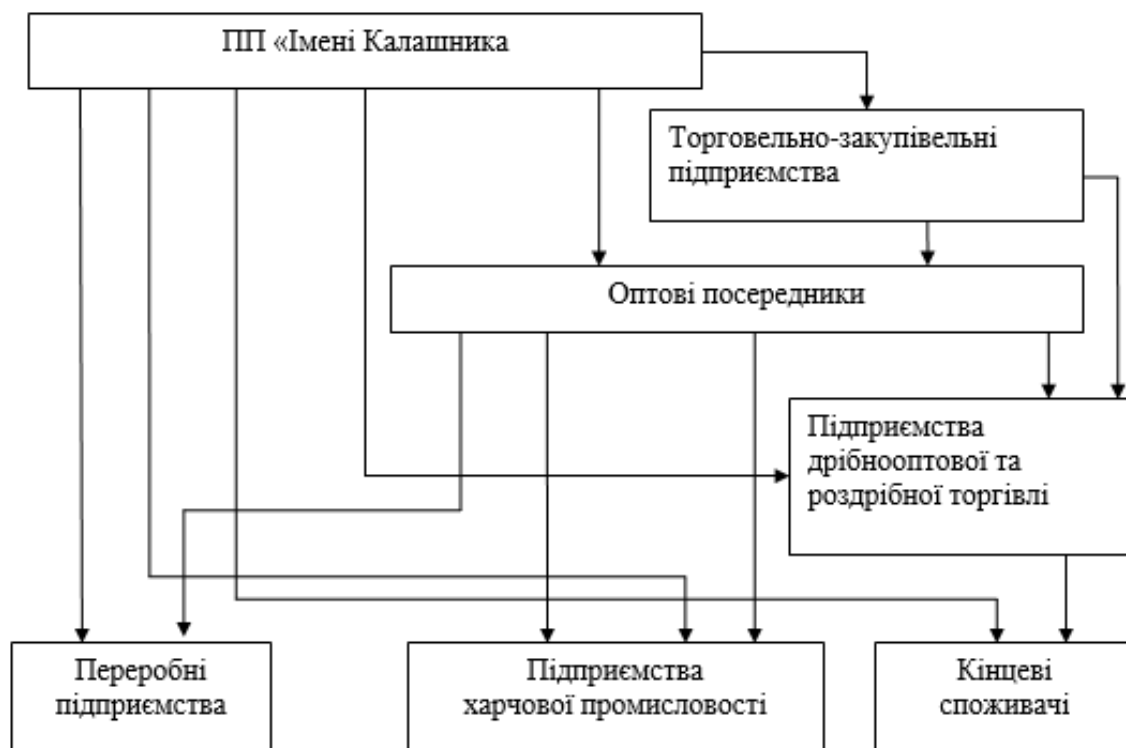 ПП «Імені Калашника
Торговельно-закупівельні
підприємства
Оптові посередники
Підприємства
дрібнооптової та
роздрібної торгівлі
Переробні
підприємства
Підприємства
харчової промисловості
Кінцеві
споживачі